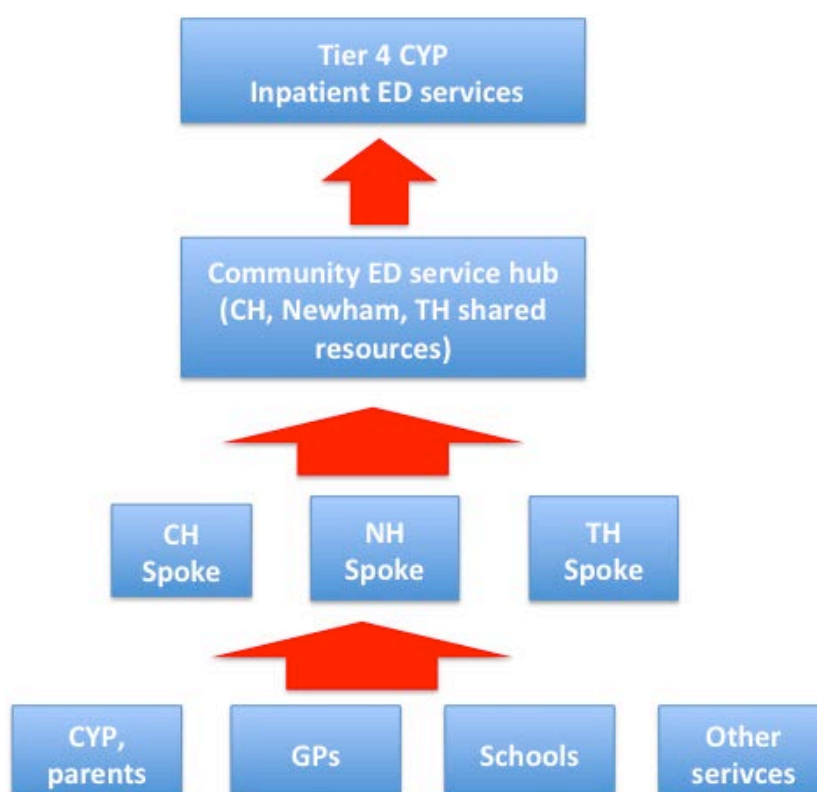 Tier 4 CYP
Inpatient ED services
Community ED service hub
(CH, Newham, TH shared
resources)
CH
Spoke
NH
Spoke
TH
Spoke
CYP,
parents
GPs
Schools
Other
serivces